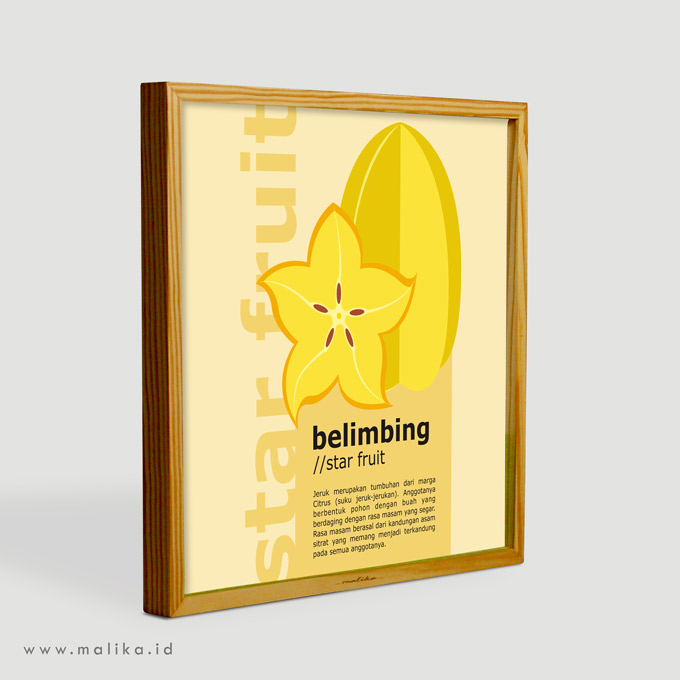 star fruit
belimbing
//star fruit
Jeruk merupakan tumbuhan dari marga
Citrus (suku jeruk-jerukan). Anggotanya
berbentuk pohon dengan buah yang
berdaging dengan rasa masam yang segar.
Rasa masam berasal dari kandungan asam
sitrat yang memang menjadi terkandung
pada semua anggotanya.
malika
www.malika.id